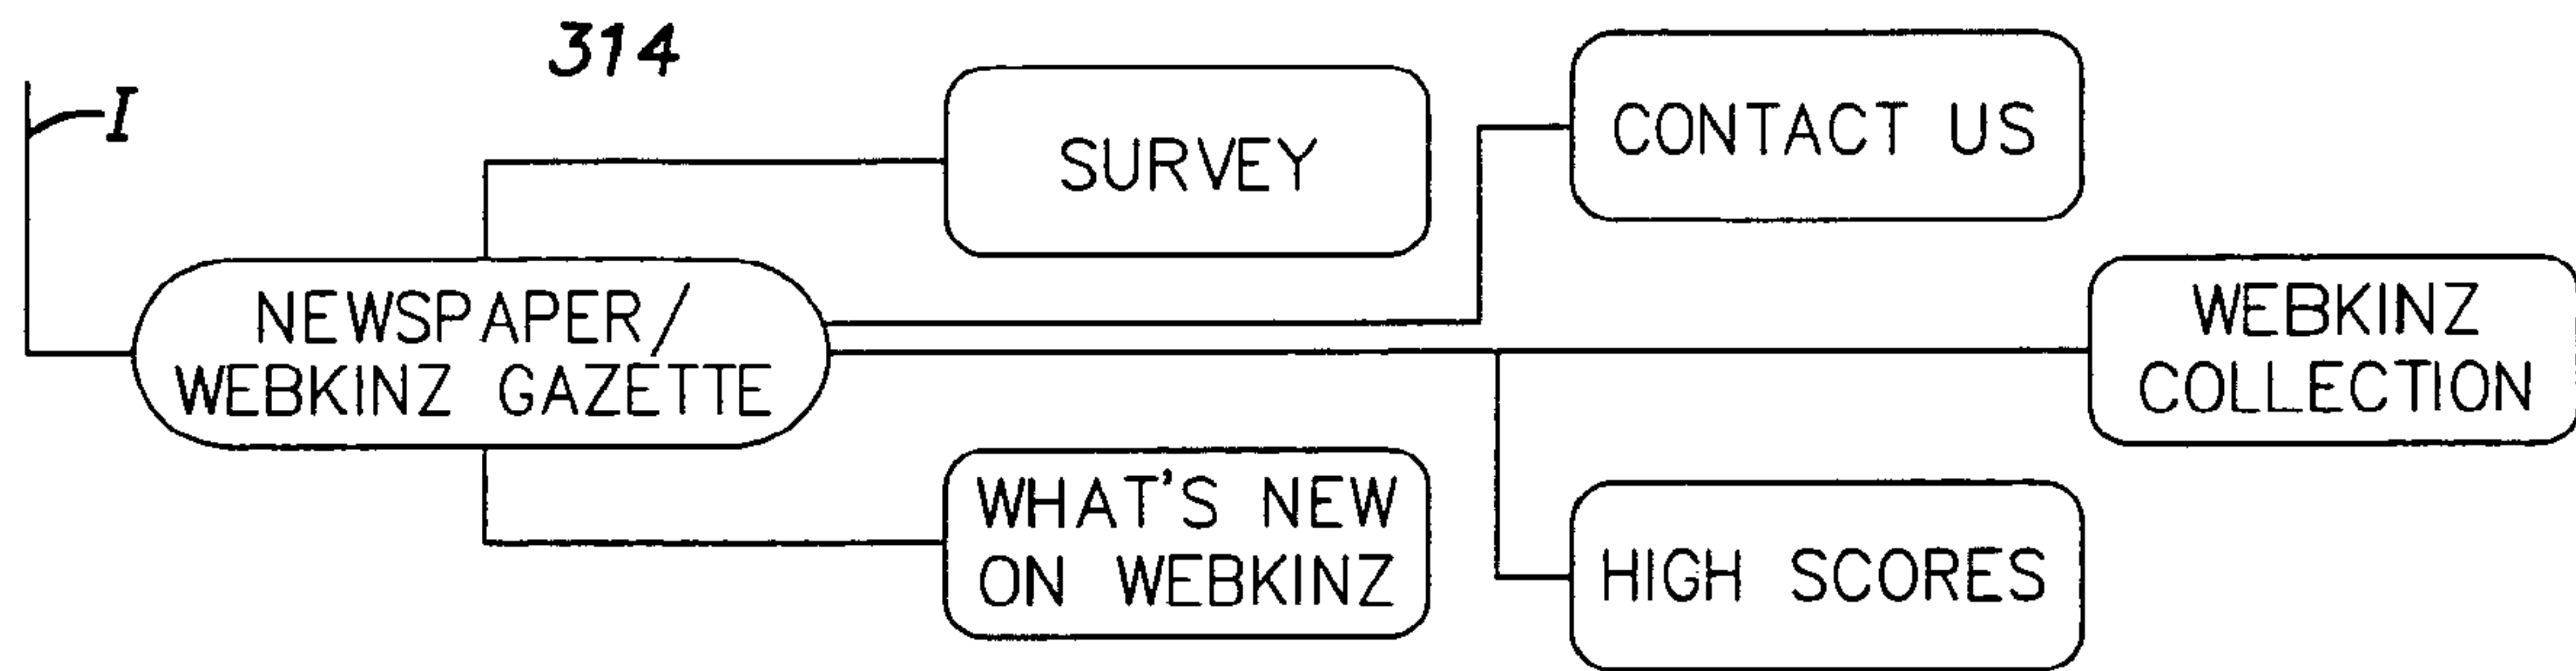 314
I
CONTACT US
SURVEY
NEWSPAPER/
WEBKINZ GAZETTE
WEBKINZ
COLLECTION
WHAT'S NEW
ON WEBKINZ
HIGH SCORES